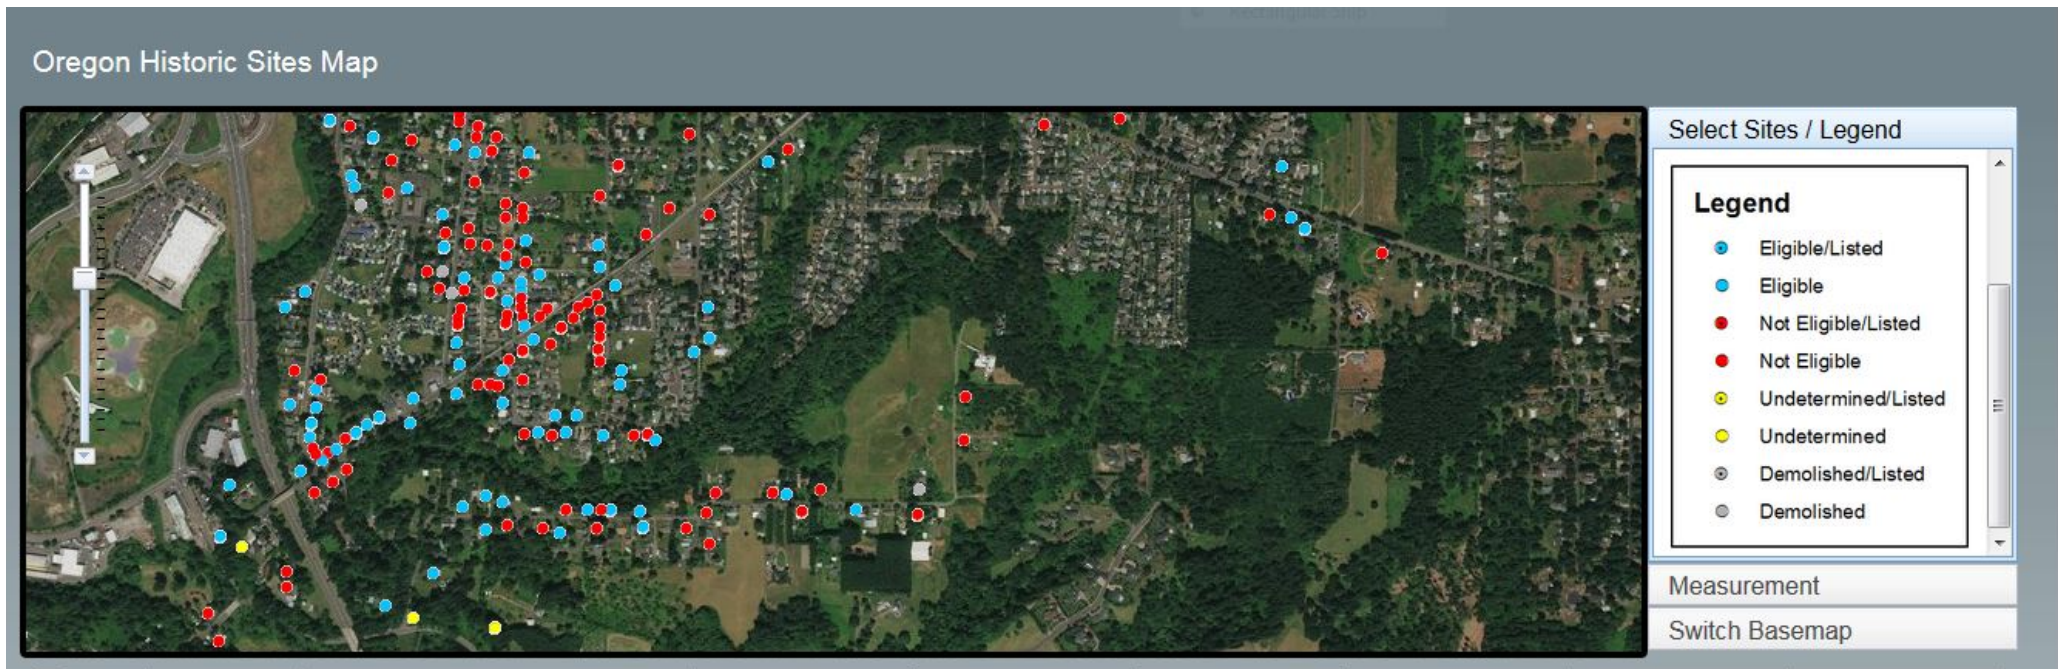 Oregon Historic Sites Map
Select Sites / Legend
Legend
Eligible/Listed
Eligible
Not Eligible/Listed
Not Eligible
Undetermined/Listed
Undetermined
Demolished/Listed
Demolished
Measurement
Switch Basemap